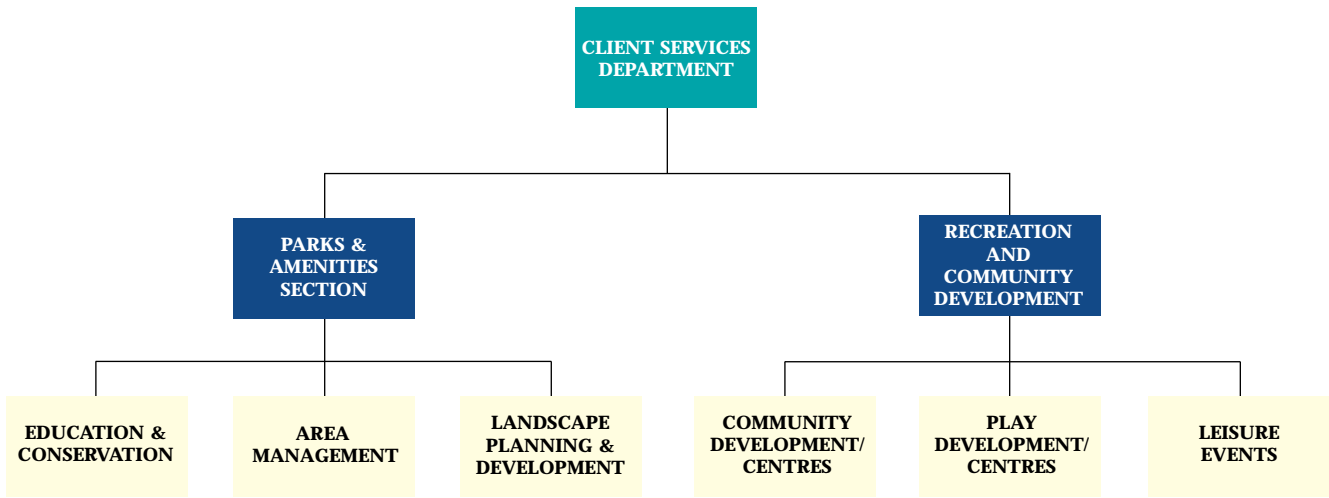 CLIENT SERVICES
DEPARTMENT
PARKS &
AMENITIES
SECTION
RECREATION
AND
COMMUNITY
DEVELOPMENT
EDUCATION &
CONSERVATION
AREA
MANAGEMENT
LANDSCAPE
PLANNING &
DEVELOPMENT
COMMUNITY
DEVELOPMENT/
CENTRES
PLAY
DEVELOPMENT/
CENTRES
LEISURE
EVENTS